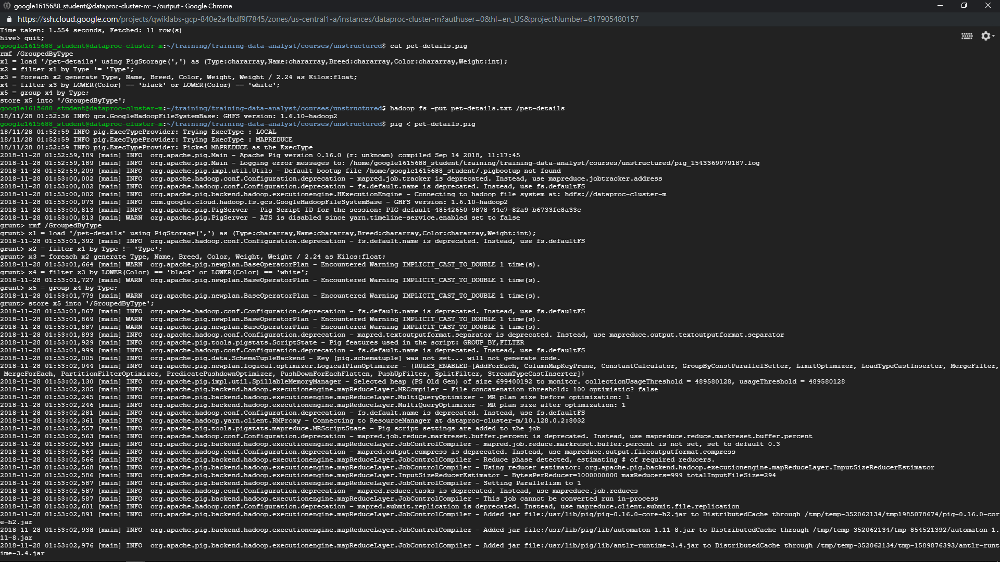 google1615688_student@dataproc-cluster-m: ~/output - Google Chrome
https://ssh.cloud.google.com/projects/qwiklabs-gcp-840e2a4bdf9f7845/zones/us-central1-a/instances/dataproc-cluster-m?authuser=0&hl=en_US&projectNumber=617905480157
Time taken: 1.554 seconds, Fetched: 11 row(s)
hive> quit;
google1615688_student@dataproc-cluster-m:~/training/training-data-analyst/courses/unstructured$ cat pet-details.pig
rmf /GroupedByType
x1 = load '/pet-details' using PigStorage(',') as (Type:chararray,Name:chararray,Breed:chararray,Color:chararray,Weight:int);
x2 = filter x1 by Type != 'Type';
x3 = foreach x2 generate Type, Name, Breed, Color, Weight, Weight / 2.24 as Kilos:float;
x4 = filter x3 by LOWER(Color) == 'black' or LOWER(Color) == 'white';
x5 = group x4 by Type;
store x5 into '/GroupedByType';
google1615688_student@dataproc-cluster-m:~/training/training-data-analyst/courses/unstructured$ hadoop fs -put pet-details.txt /pet-details
18/11/28 01:52:36 INFO gcs.GoogleHadoopFileSystemBase: GHFS version: 1.6.10-hadoop2
google1615688_student@dataproc-cluster-m:~/training/training-data-analyst/courses/unstructured$ pig < pet-details.pig
18/11/28 01:52:59 INFO pig.ExecTypeProvider: Trying ExecType : LOCAL
18/11/28 01:52:59 INFO pig.ExecTypeProvider: Trying ExecType : MAPREDUCE
18/11/28 01:52:59 INFO pig.ExecTypeProvider: Picked MAPREDUCE as the ExecType
2018-11-28 01:52:59,189 [main] INFO  org.apache.pig.Main - Apache Pig version 0.16.0 (r: unknown) compiled Sep 14 2018, 11:17:45
2018-11-28 01:52:59,189 [main] INFO  org.apache.pig.Main - Logging error messages to: /home/google1615688_student/training/training-data-analyst/courses/unstructured/pig_1543369979187.log
2018-11-28 01:52:59,209 [main] INFO  org.apache.pig.impl.util.Utils - Default bootup file /home/google1615688_student/.pigbootup not found
2018-11-28 01:53:00,002 [main] INFO  org.apache.hadoop.conf.Configuration.deprecation - mapred.job.tracker is deprecated. Instead, use mapreduce.jobtracker.address
2018-11-28 01:53:00,002 [main] INFO  org.apache.hadoop.conf.Configuration.deprecation - fs.default.name is deprecated. Instead, use fs.defaultFS
2018-11-28 01:53:00,002 [main] INFO  org.apache.pig.backend.hadoop.executionengine.HExecutionEngine - Connecting to hadoop file system at: hdfs://dataproc-cluster-m
2018-11-28 01:53:00,073 [main] INFO  com.google.cloud.hadoop.fs.gcs.GoogleHadoopFileSystemBase - GHFS version: 1.6.10-hadoop2
2018-11-28 01:53:00,813 [main] INFO  org.apache.pig.PigServer - Pig Script ID for the session: PIG-default-48542650-9878-44e7-82a9-b6733fe8a33c
2018-11-28 01:53:00,813 [main] WARN  org.apache.pig.PigServer - ATS is disabled since yarn.timeline-service.enabled set to false
grunt> rmf /GroupedByType
grunt> x1 = load '/pet-details' using PigStorage(',') as (Type:chararray,Name:chararray,Breed:chararray,Color:chararray,Weight:int);
2018-11-28 01:53:01,392 [main] INFO  org.apache.hadoop.conf.Configuration.deprecation - fs.default.name is deprecated. Instead, use fs.defaultFS
grunt> x2 = filter x1 by Type != 'Type';
grunt> x3 = foreach x2 generate Type, Name, Breed, Color, Weight, Weight / 2.24 as Kilos:float;
2018-11-28 01:53:01,664 [main] WARN  org.apache.pig.newplan.BaseOperatorPlan - Encountered Warning IMPLICIT_CAST_TO_DOUBLE 1 time(s).
grunt> x4 = filter x3 by LOWER(Color) == 'black' or LOWER(Color) == 'white';
2018-11-28 01:53:01,727 [main] WARN  org.apache.pig.newplan.BaseOperatorPlan - Encountered Warning IMPLICIT_CAST_TO_DOUBLE 1 time(s).
grunt> x5 = group x4 by Type;
2018-11-28 01:53:01,779 [main] WARN  org.apache.pig.newplan.BaseOperatorPlan - Encountered Warning IMPLICIT_CAST_TO_DOUBLE 1 time(s).
grunt> store x5 into '/GroupedByType';
2018-11-28 01:53:01,867 [main] INFO  org.apache.hadoop.conf.Configuration.deprecation - fs.default.name is deprecated. Instead, use fs.defaultFS
2018-11-28 01:53:01,869 [main] WARN  org.apache.pig.newplan.BaseOperatorPlan - Encountered Warning IMPLICIT_CAST_TO_DOUBLE 1 time(s).
2018-11-28 01:53:01,887 [main] WARN  org.apache.pig.newplan.BaseOperatorPlan - Encountered Warning IMPLICIT_CAST_TO_DOUBLE 1 time(s).
2018-11-28 01:53:01,893 [main] INFO  org.apache.hadoop.conf.Configuration.deprecation - mapred.textoutputformat.separator is deprecated. Instead, use mapreduce.output.textoutputformat.separator
2018-11-28 01:53:01,929 [main] INFO  org.apache.pig.tools.pigstats.ScriptState - Pig features used in the script: GROUP_BY,FILTER
2018-11-28 01:53:01,999 [main] INFO  org.apache.hadoop.conf.Configuration.deprecation - fs.default.name is deprecated. Instead, use fs.defaultFS
2018-11-28 01:53:02,005 [main] INFO  org.apache.pig.data.SchemaTupleBackend - Key [pig.schematuple] was not set... will not generate code.
2018-11-28 01:53:02,044 [main] INFO  org.apache.pig.newplan.logical.optimizer.LogicalPlanOptimizer - {RULES_ENABLED=[AddForEach, ColumnMapKeyPrune, ConstantCalculator, GroupByConstParallelSetter, LimitOptimizer, LoadTypeCastInserter, MergeFilter,
 MergeForEach, PartitionFilterOptimizer, PredicatePushdownOptimizer, PushDownForEachFlatten, PushUpFilter, SplitFilter, StreamTypeCastInserter]}
2018-11-28 01:53:02,130 [main] INFO  org.apache.pig.impl.util.SpillableMemoryManager - Selected heap (PS Old Gen) of size 699400192 to monitor. collectionUsageThreshold = 489580128, usageThreshold = 489580128
2018-11-28 01:53:02,205 [main] INFO  org.apache.pig.backend.hadoop.executionengine.mapReduceLayer.MRCompiler - File concatenation threshold: 100 optimistic? false
2018-11-28 01:53:02,245 [main] INFO  org.apache.pig.backend.hadoop.executionengine.mapReduceLayer.MultiQueryOptimizer - MR plan size before optimization: 1
2018-11-28 01:53:02,246 [main] INFO  org.apache.pig.backend.hadoop.executionengine.mapReduceLayer.MultiQueryOptimizer - MR plan size after optimization: 1
2018-11-28 01:53:02,281 [main] INFO  org.apache.hadoop.conf.Configuration.deprecation - fs.default.name is deprecated. Instead, use fs.defaultFS
2018-11-28 01:53:02,361 [main] INFO  org.apache.hadoop.yarn.client.RMProxy - Connecting to ResourceManager at dataproc-cluster-m/10.128.0.2:8032
2018-11-28 01:53:02,557 [main] INFO  org.apache.pig.tools.pigstats.mapreduce.MRScriptState - Pig script settings are added to the job
2018-11-28 01:53:02,563 [main] INFO  org.apache.hadoop.conf.Configuration.deprecation - mapred.job.reduce.markreset.buffer.percent is deprecated. Instead, use mapreduce.reduce.markreset.buffer.percent
2018-11-28 01:53:02,563 [main] INFO  org.apache.pig.backend.hadoop.executionengine.mapReduceLayer.JobControlCompiler - mapred.job.reduce.markreset.buffer.percent is not set, set to default 0.3
2018-11-28 01:53:02,564 [main] INFO  org.apache.hadoop.conf.Configuration.deprecation - mapred.output.compress is deprecated. Instead, use mapreduce.output.fileoutputformat.compress
2018-11-28 01:53:02,566 [main] INFO  org.apache.pig.backend.hadoop.executionengine.mapReduceLayer.JobControlCompiler - Reduce phase detected, estimating # of required reducers.
2018-11-28 01:53:02,568 [main] INFO  org.apache.pig.backend.hadoop.executionengine.mapReduceLayer.JobControlCompiler - Using reducer estimator: org.apache.pig.backend.hadoop.executionengine.mapReduceLayer.InputSizeReducerEstimator
2018-11-28 01:53:02,586 [main] INFO  org.apache.pig.backend.hadoop.executionengine.mapReduceLayer.InputSizeReducerEstimator - BytesPerReducer=1000000000 maxReducers=999 totalInputFileSize=294
2018-11-28 01:53:02,587 [main] INFO  org.apache.pig.backend.hadoop.executionengine.mapReduceLayer.JobControlCompiler - Setting Parallelism to 1
2018-11-28 01:53:02,587 [main] INFO  org.apache.hadoop.conf.Configuration.deprecation - mapred.reduce.tasks is deprecated. Instead, use mapreduce.job.reduces
2018-11-28 01:53:02,587 [main] INFO  org.apache.pig.backend.hadoop.executionengine.mapReduceLayer.JobControlCompiler - This job cannot be converted run in-process
2018-11-28 01:53:02,601 [main] INFO  org.apache.hadoop.conf.Configuration.deprecation - mapred.submit.replication is deprecated. Instead, use mapreduce.client.submit.file.replication
2018-11-28 01:53:02,891 [main] INFO  org.apache.pig.backend.hadoop.executionengine.mapReduceLayer.JobControlCompiler - Added jar file:/usr/lib/pig/pig-0.16.0-core-h2.jar to DistributedCache through /tmp/temp-352062134/tmp1985078674/pig-0.16.0-cor
e-h2.jar
2018-11-28 01:53:02,938 [main] INFO  org.apache.pig.backend.hadoop.executionengine.mapReduceLayer.JobControlCompiler - Added jar file:/usr/lib/pig/lib/automaton-1.11-8.jar to DistributedCache through /tmp/temp-352062134/tmp-854521392/automaton-1.
11-8.jar
2018-11-28 01:53:02,976 [main] INFO  org.apache.pig.backend.hadoop.executionengine.mapReduceLayer.JobControlCompiler - Added jar file:/usr/lib/pig/lib/antlr-runtime-3.4.jar to DistributedCache through /tmp/temp-352062134/tmp-1589876393/antlr-runt
ime-3.4.jar